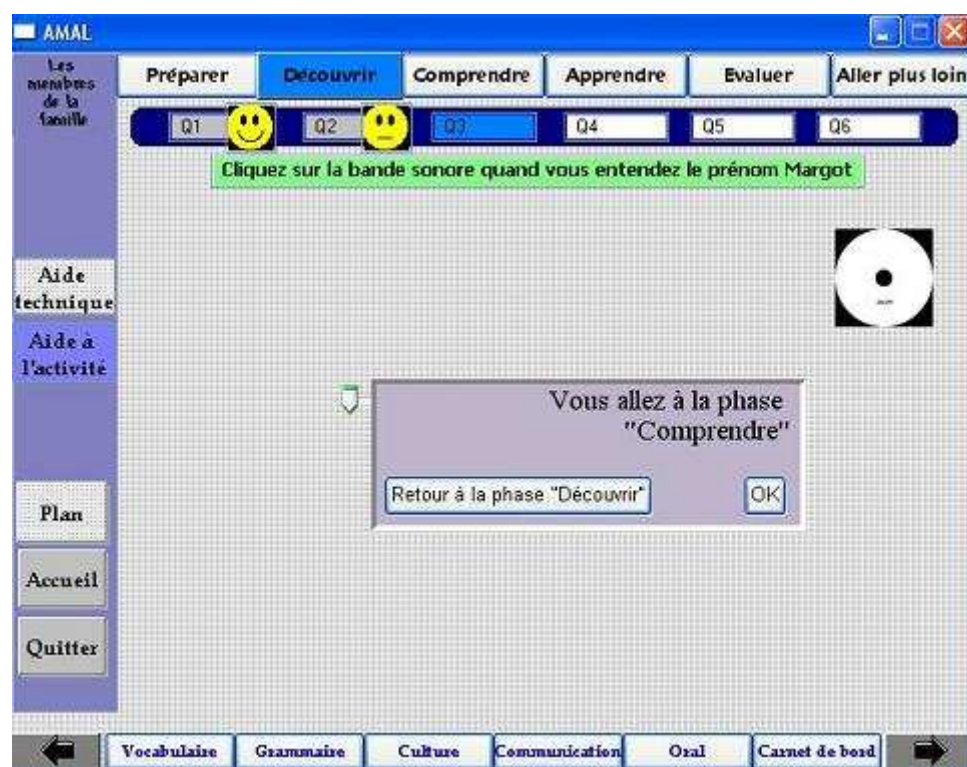 AMAL
Les
membres
de la
famille
Préparer
Découvrir
Comprendre
Apprendre
Evaluer
Aller plus loin
Q1
Q2
Q3
Q4
Q5
Q6
Cliquez sur la bande sonore quand vous entendez le prénom Margot
Aide
technique
Aide à
l'activité
Vous allez à la phase
"Comprendre"
Retour à la phase "Découvrir"
OK
Plan
Accueil
Quitter
Vocabulaire
Grammaire
Culture
Communication
Oral
Carnet de bord